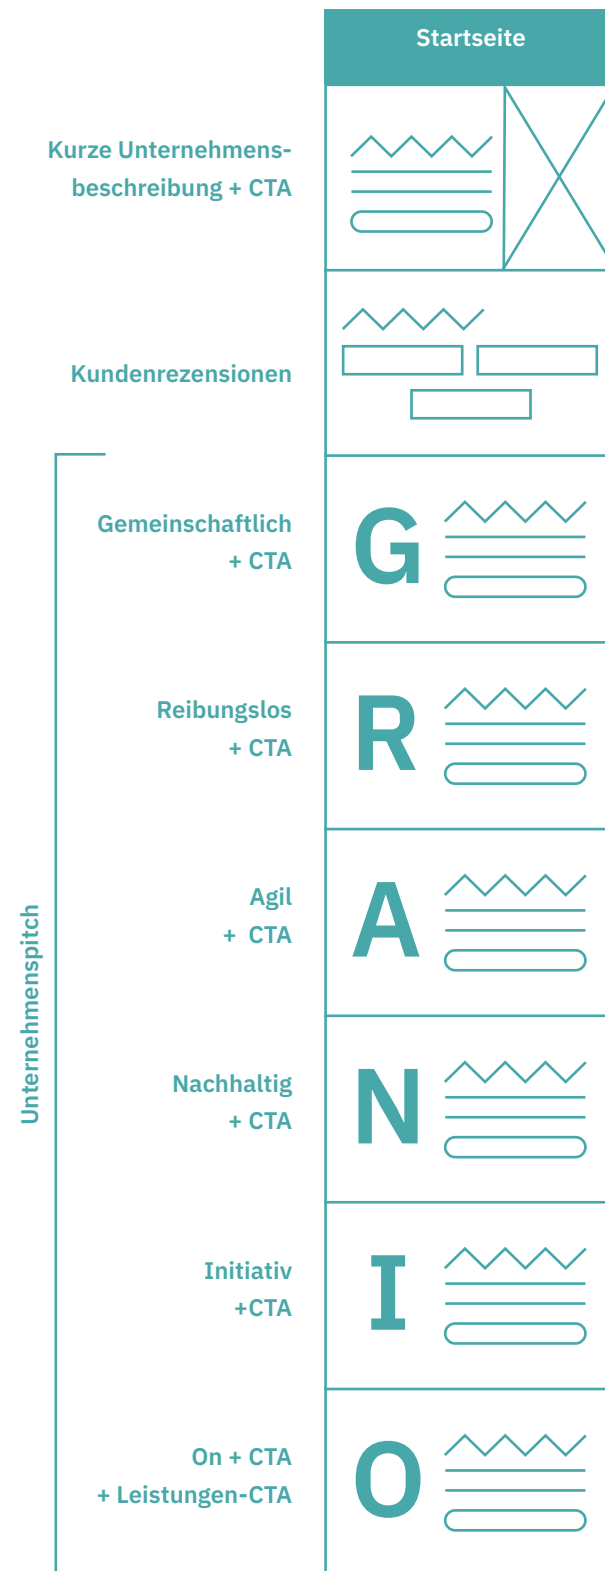 Startseite
Kurze Unternehmens-
beschreibung + CTA
Kundenrezensionen
Unternehmenspitch
Gemeinschaftlich
+ CTA
G
Reibungslos
+ CTA
R
Agil
+ CTA
A
Nachhaltig
+ CTA
N
Initiativ
+CTA
I
On + CTA
+ Leistungen-CTA
O